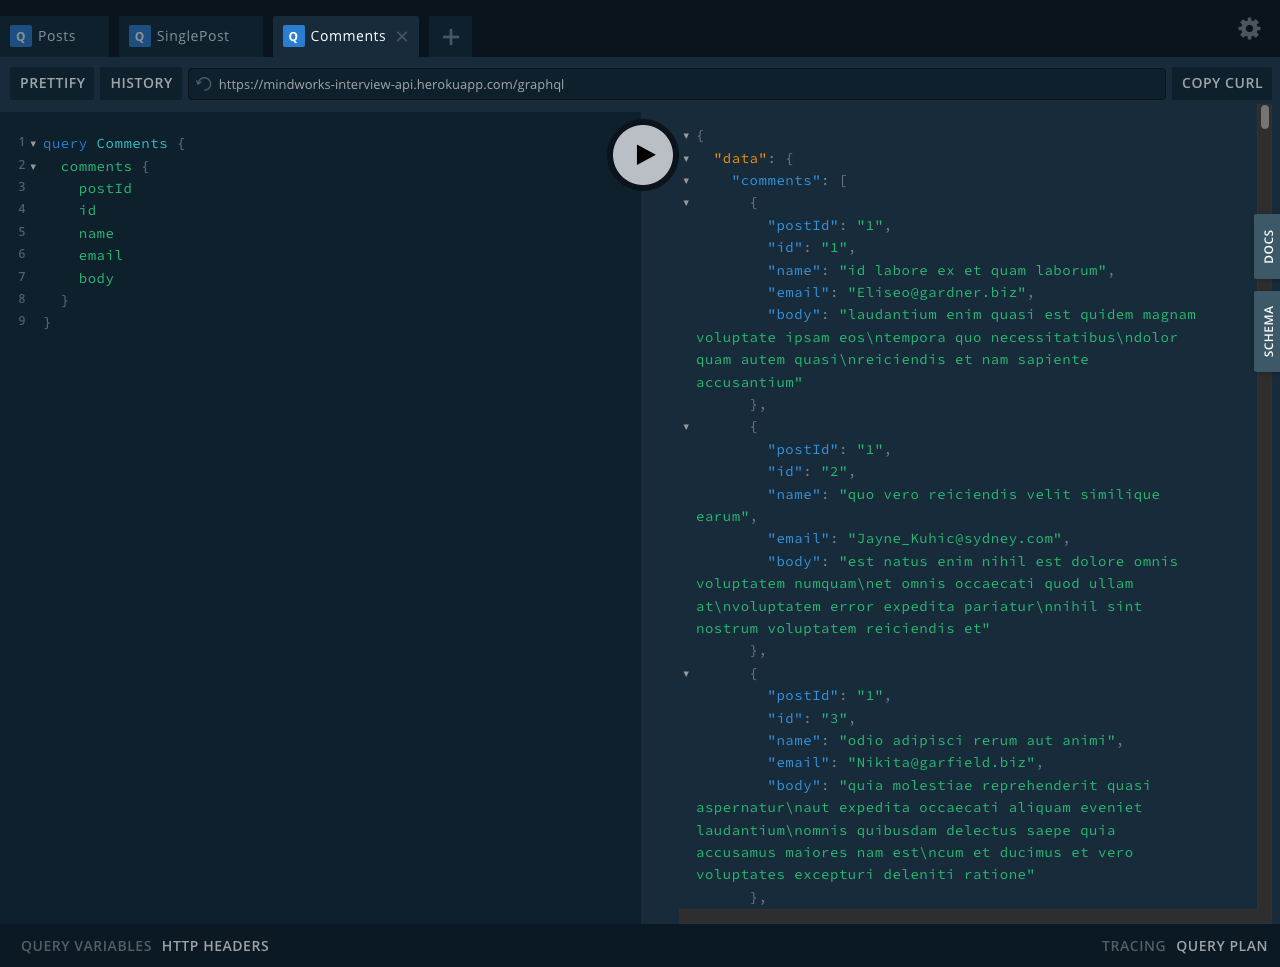 Q Posts
Q SinglePost
Q Comments
PRETTIFY
HISTORY
https://mindworks-interview-api.herokuapp.com/graphql
COPY CURL
1 query Comments {
2 comments {
3 postId
4 id
5 name
6 email
7 body
8 }
9 }
{
"data": {
"comments": [
{
"postId": "1",
"id": "1",
"name": "id labore ex et quam laborum",
"email": "Eliseo@gardner.biz",
"body": "laudantium enim quasi est quidem magnam
voluptate ipsam eos\ntempora quo necessitatibus\ndolor
quam autem quasi\nreiciendis et nam sapiente
accusantium"
},
{
"postId": "1",
"id": "2",
"name": "quo vero reiciendis velit similique
earum",
"email": "Jayne_Kuhic@sydney.com",
"body": "est natus enim nihil est dolore omnis
voluptatem numquam\net omnis occaecati quod ullam
at\nvoluptatem error expedita pariatur\nnihil sint
nostrum voluptatem reiciendis et"
},
{
"postId": "1",
"id": "3",
"name": "odio adipisci rerum aut animi",
"email": "Nikita@garfield.biz",
"body": "quia molestiae reprehenderit quasi
aspernatur\naut expedita occaecati aliquam eveniet
laudantium\nomnis quibusdam delectus saepe quia
accusamus maiores nam est\ncum et ducimus et vero
voluptates excepturi deleniti ratione"
},
DOCS
SCHEMA
QUERY VARIABLES
HTTP HEADERS
TRACING
QUERY PLAN